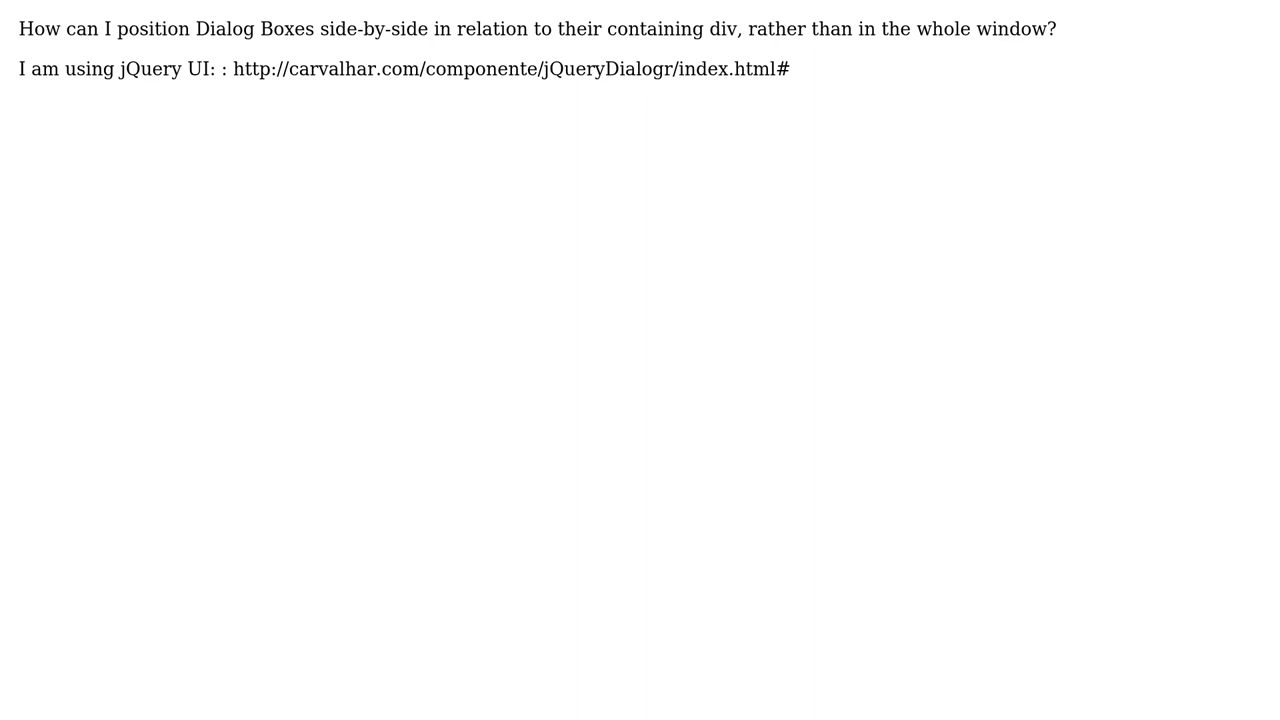 How can I position Dialog Boxes side-by-side in relation to their containing div, rather than in the whole window?
I am using jQuery UI: : http://carvalhar.com/componente/jQueryDialogr/index.html#